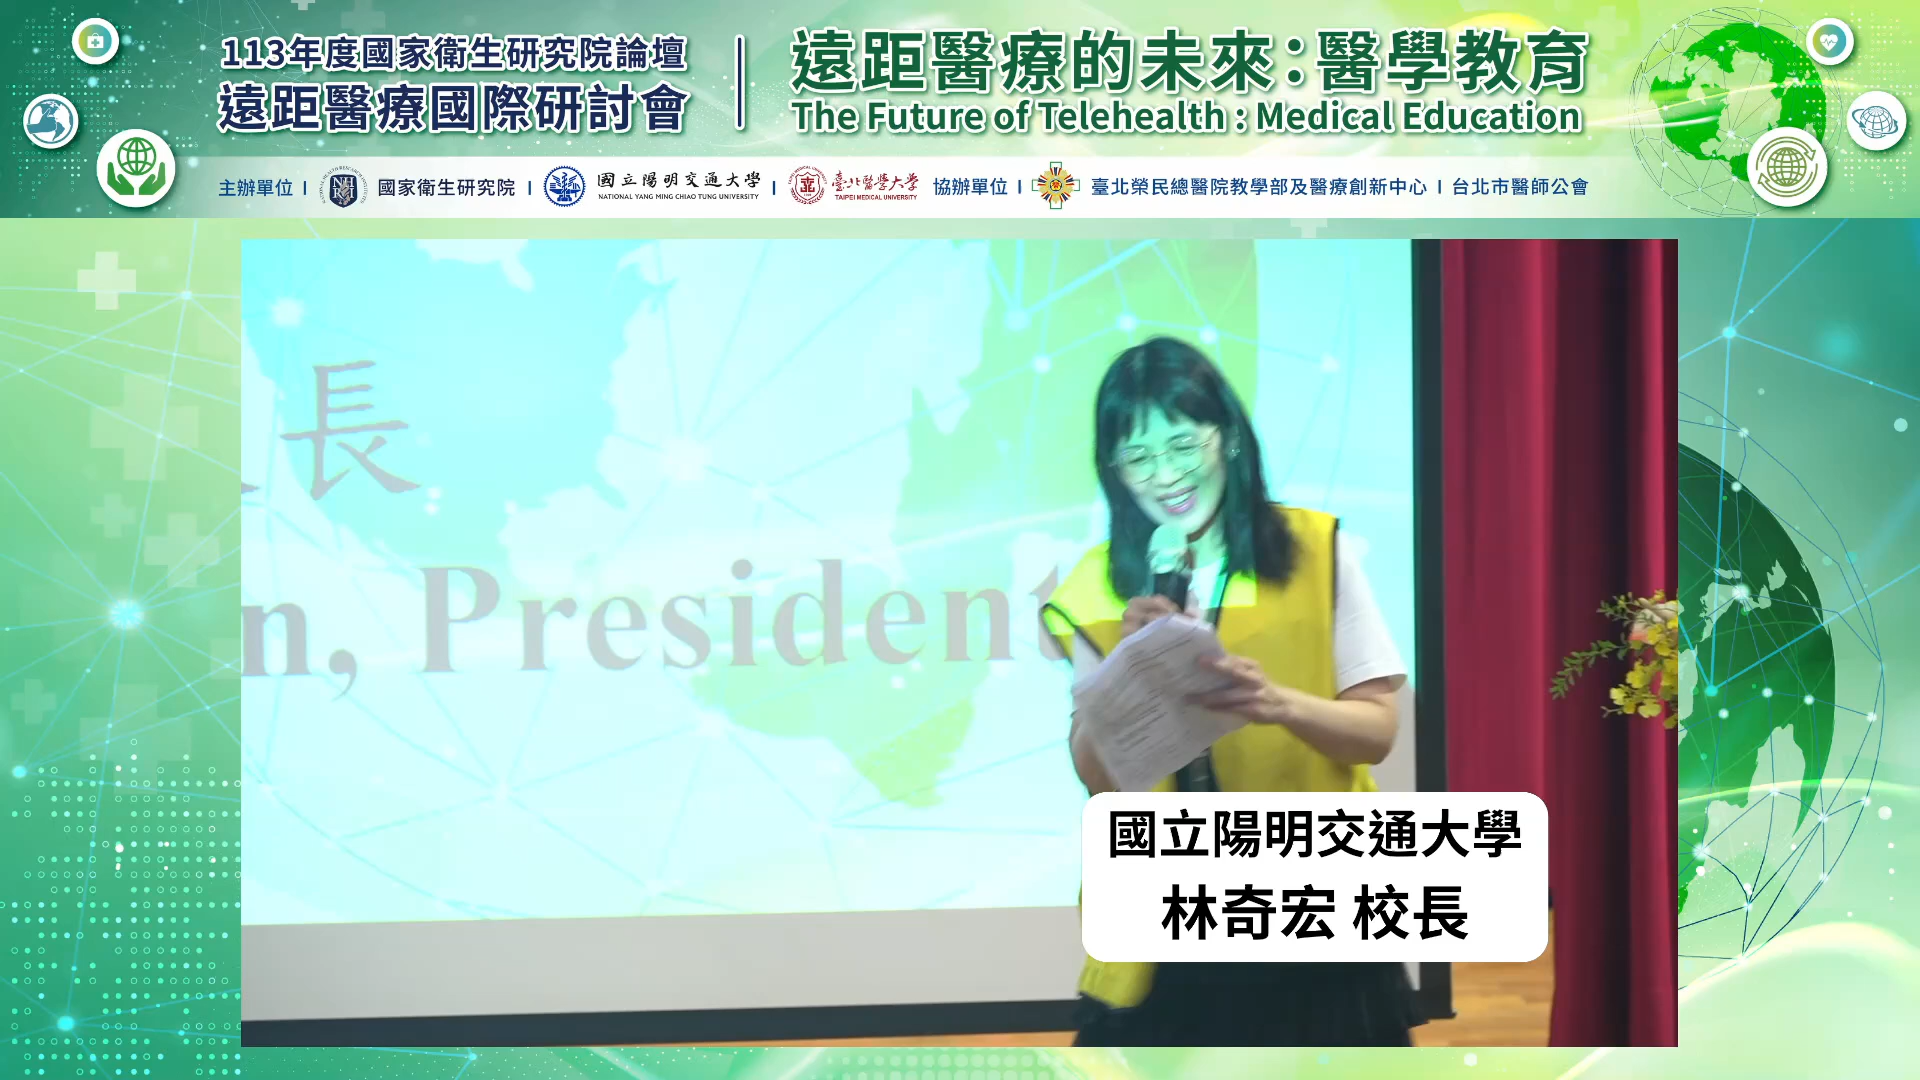 113年度國家衛生研究院論壇
遠距醫療國際研討會
遠距醫療的未來：醫學教育
The Future of Telehealth : Medical Education
主辦單位 | 國家衛生研究院 | 國立陽明交通大學 NATIONAL YANG MING CHIAO TUNG UNIVERSITY | 臺北醫學大學 TAIPEI MEDICAL UNIVERSITY 協辦單位 | 臺北榮民總醫院教學部及醫療創新中心 | 台北市醫師公會
長
n, President
國立陽明交通大學
林奇宏 校長